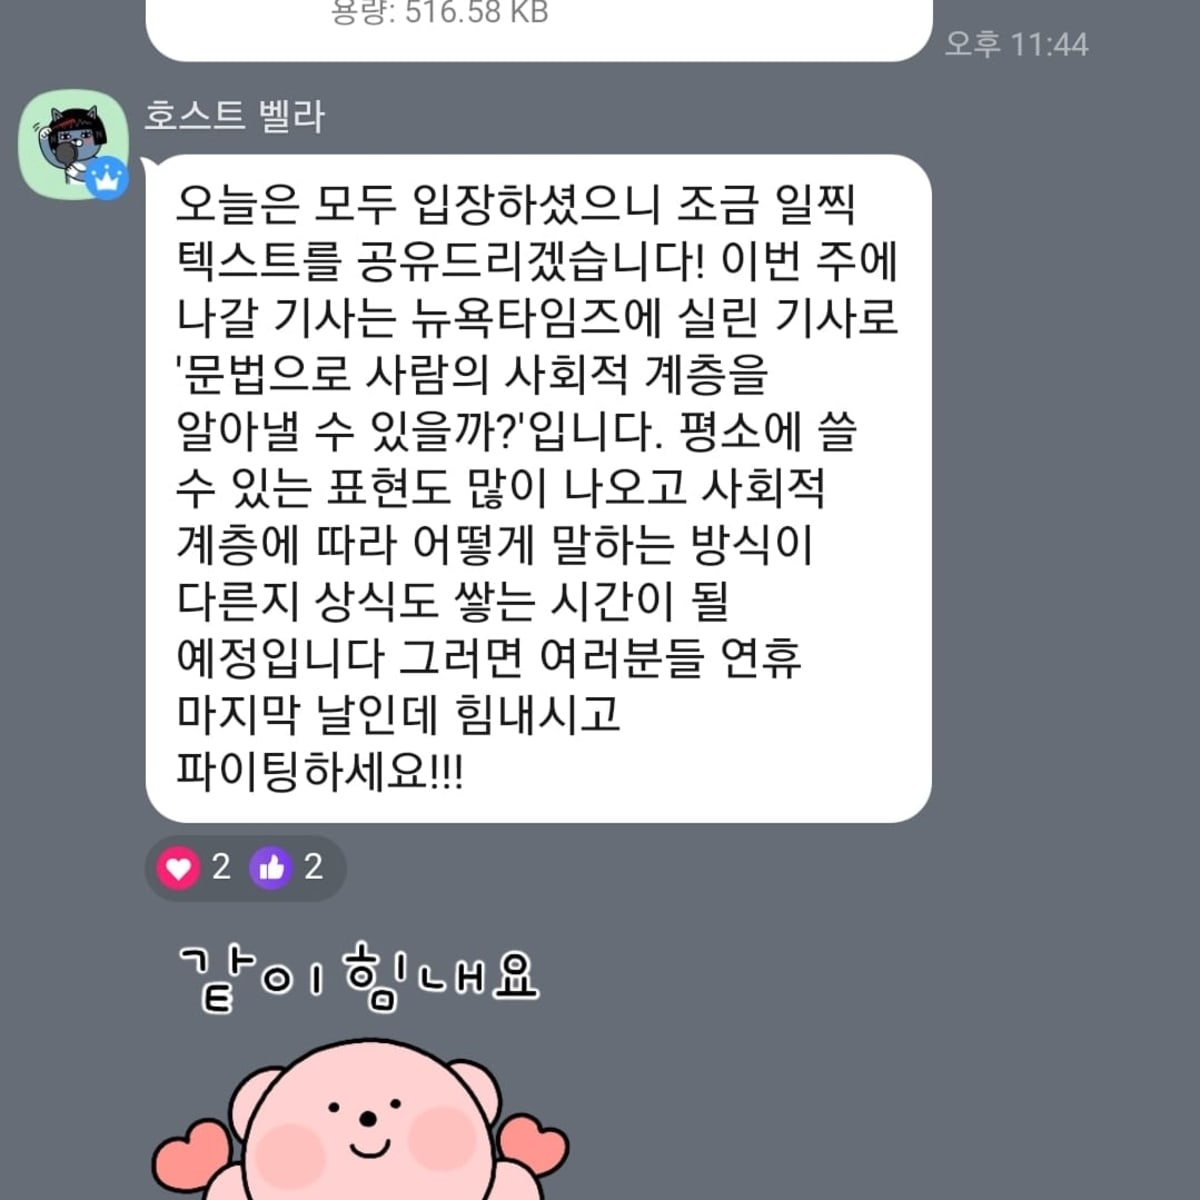 용량: 516.58 KB
오후 11:44
호스트 벨라
오늘은 모두 입장하셨으니 조금 일찍
텍스트를 공유드리겠습니다! 이번 주에
나갈 기사는 뉴욕타임즈에 실린 기사로
'문법으로 사람의 사회적 계층을
알아낼 수 있을까?'입니다. 평소에 쓸
수 있는 표현도 많이 나오고 사회적
계층에 따라 어떻게 말하는 방식이
다른지 상식도 쌓는 시간이 될
예정입니다 그러면 여러분들 연휴
마지막 날인데 힘내시고
파이팅하세요!!!
2 2
같이 힘내요